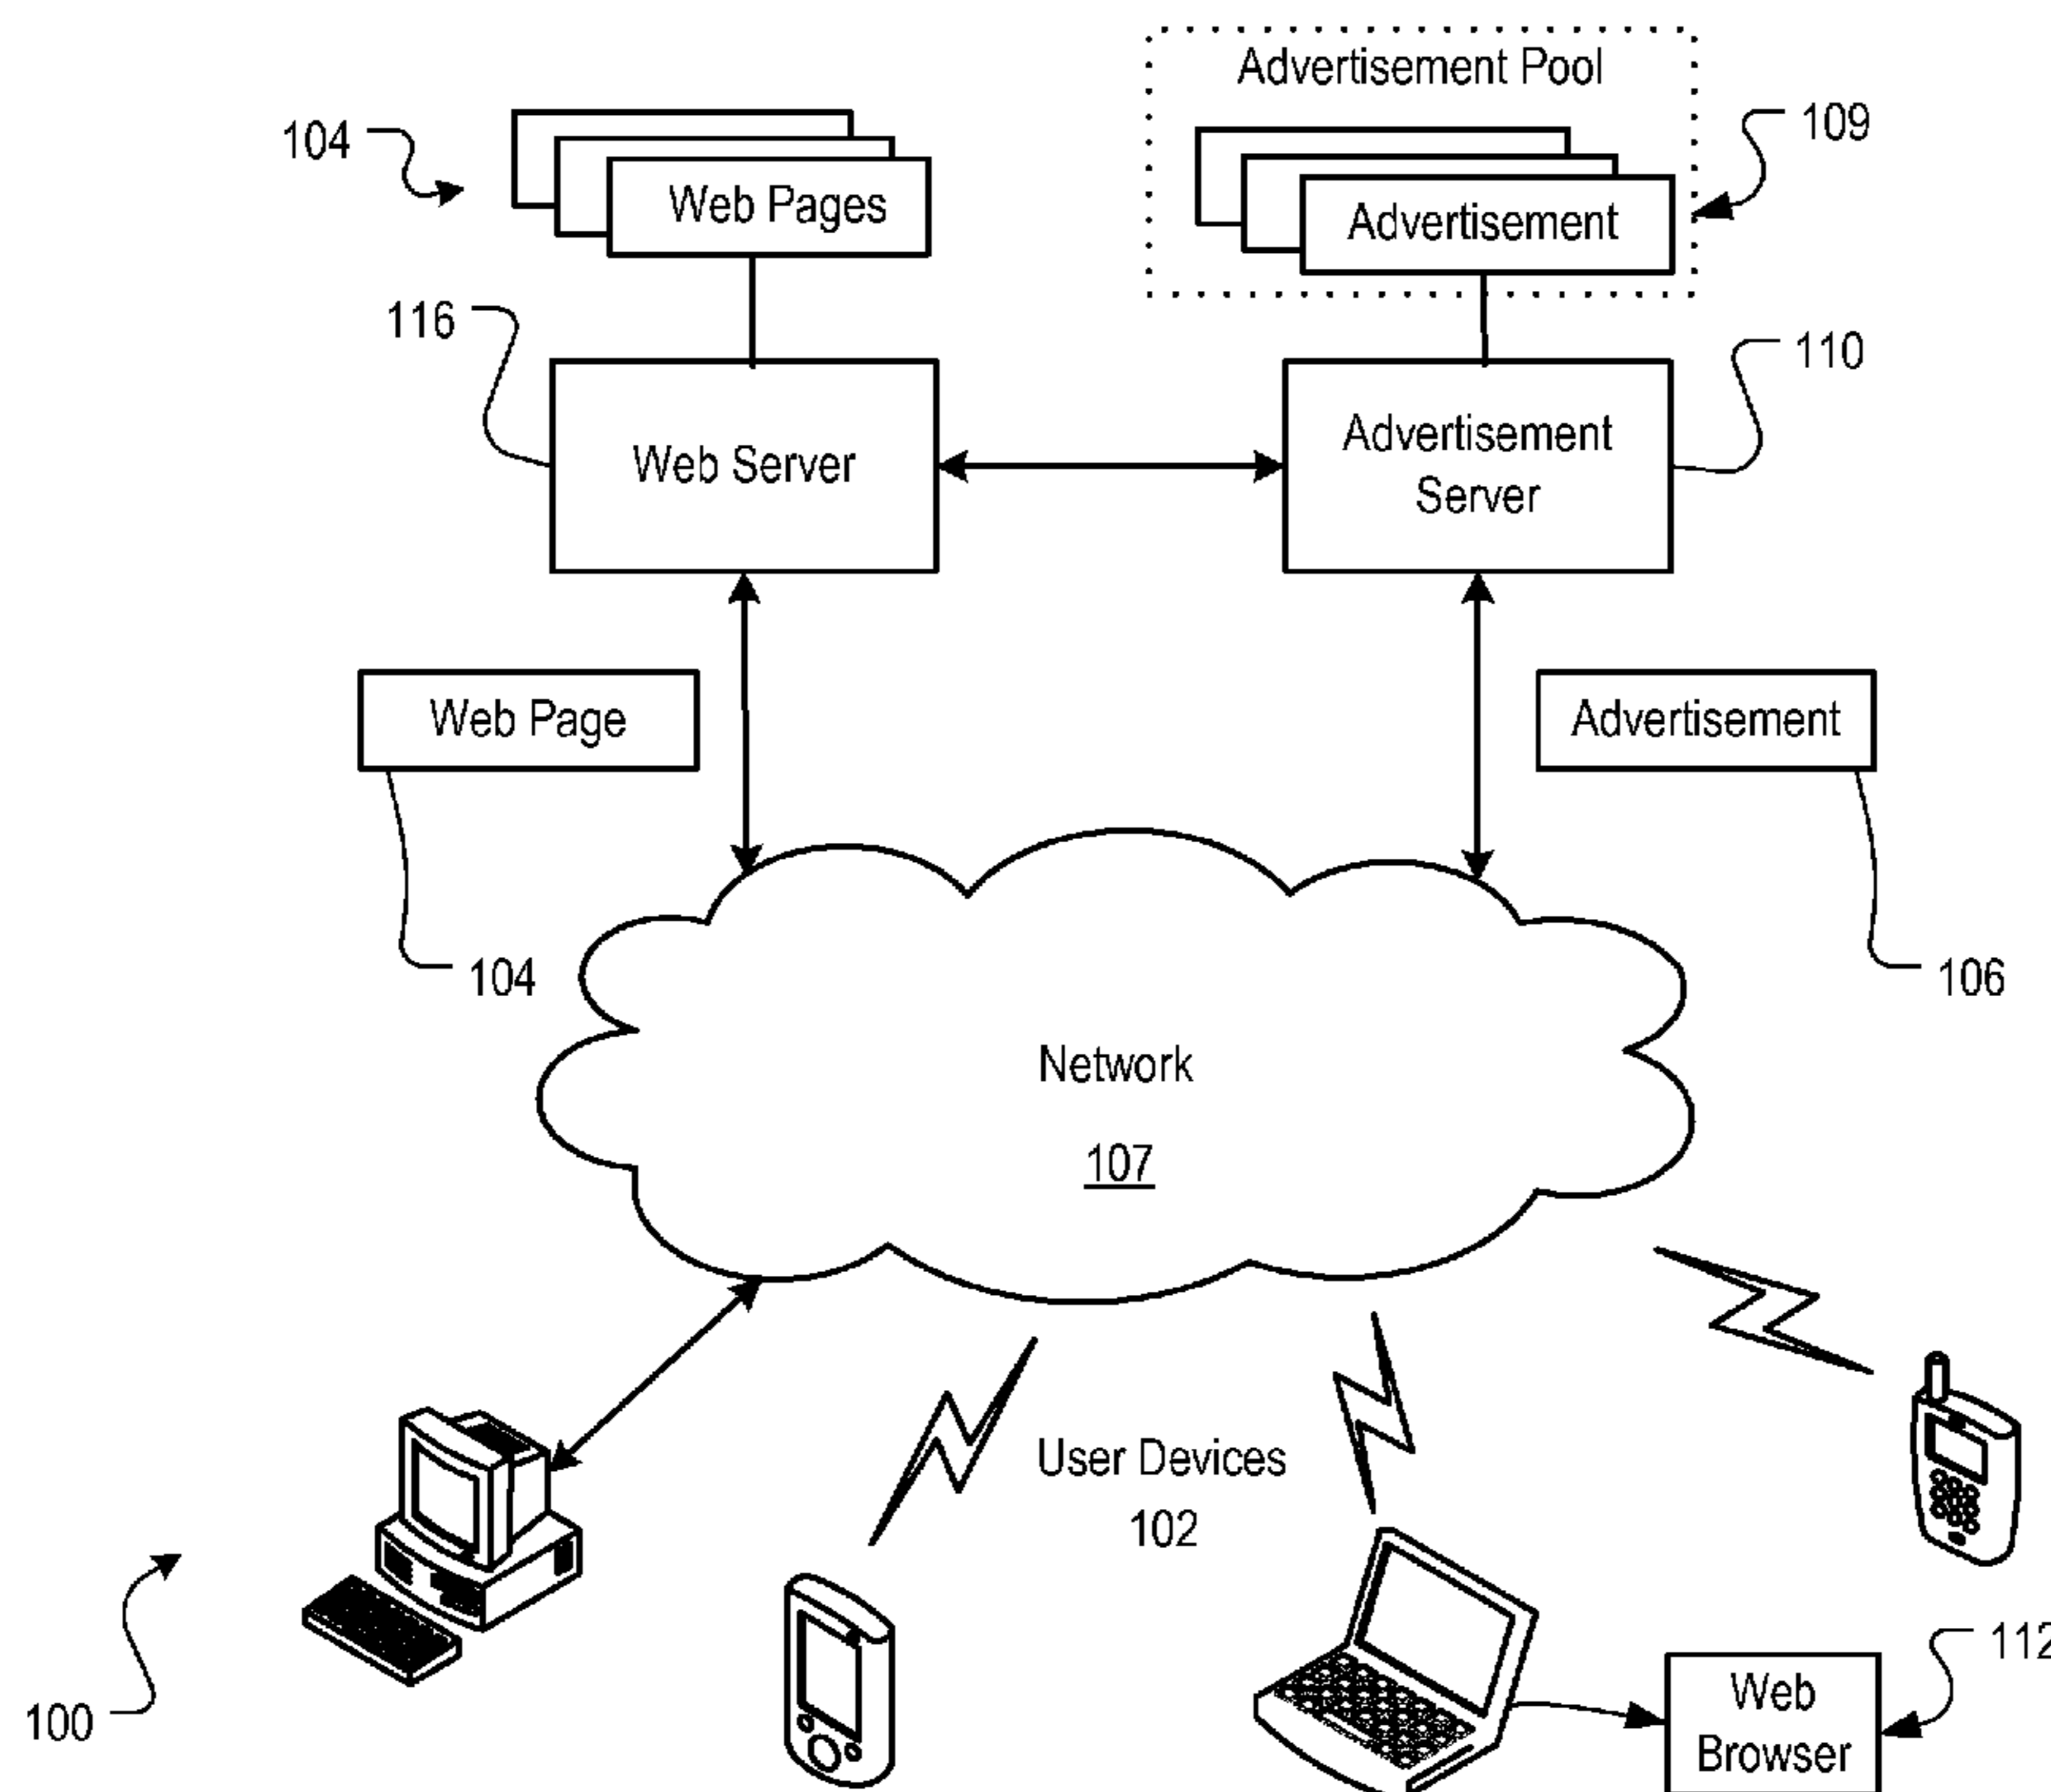 Advertisement Pool
104
109
Web Pages
Advertisement
116
110
Web Server
Advertisement
Server
Web Page
Advertisement
104
106
Network
107
User Devices
102
100
112
Web
Browser